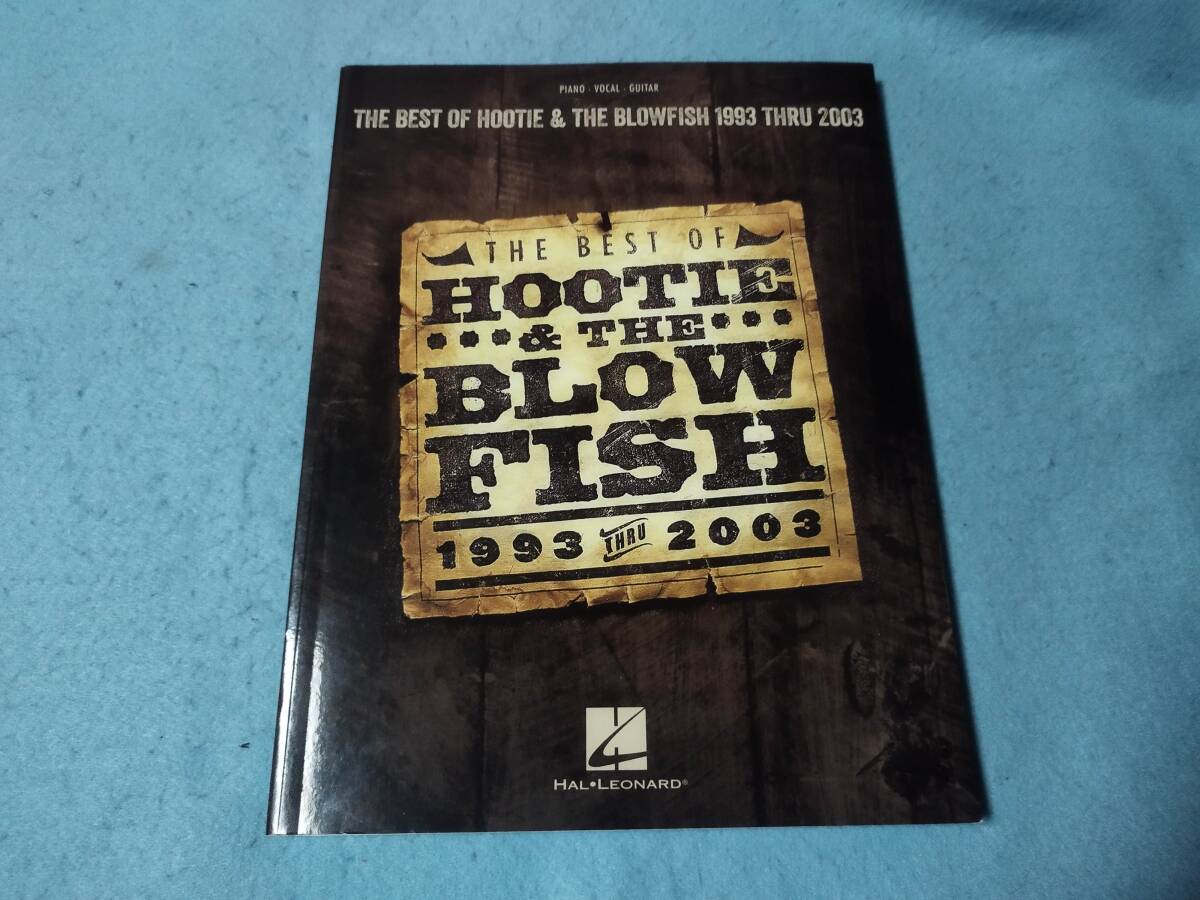 PIANO · VOCAL · GUITAR
THE BEST OF HOOTIE & THE BLOWFISH 1993 THRU 2003
THE BEST OF
HOOTIE
& THE
BLOW
FISH
1993 THRU 2003
HAL•LEONARD®